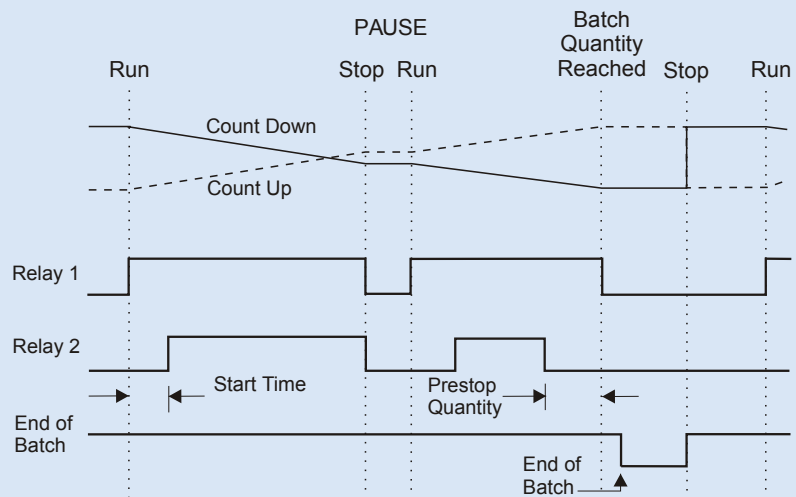 PAUSE
Batch
Quantity
Reached
Run
Stop
Run
Stop
Run
Count Down
Count Up
Relay 1
Relay 2
Start Time
Prestop
Quantity
End of
Batch
End of
Batch